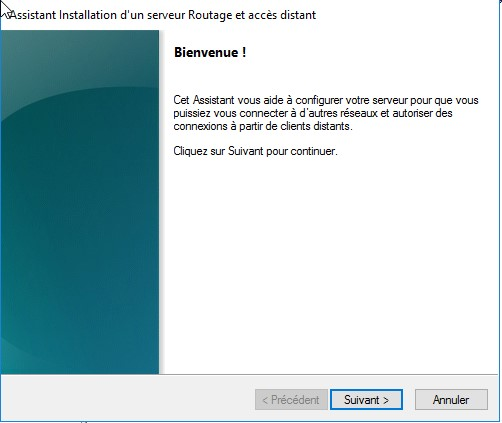 Assistant Installation d'un serveur Routage et accès distant
Bienvenue !
Cet Assistant vous aide à configurer votre serveur pour que vous
puissiez vous connecter à d'autres réseaux et autoriser des
connexions à partir de clients distants.
Cliquez sur Suivant pour continuer.
< Précédent
Suivant >
Annuler